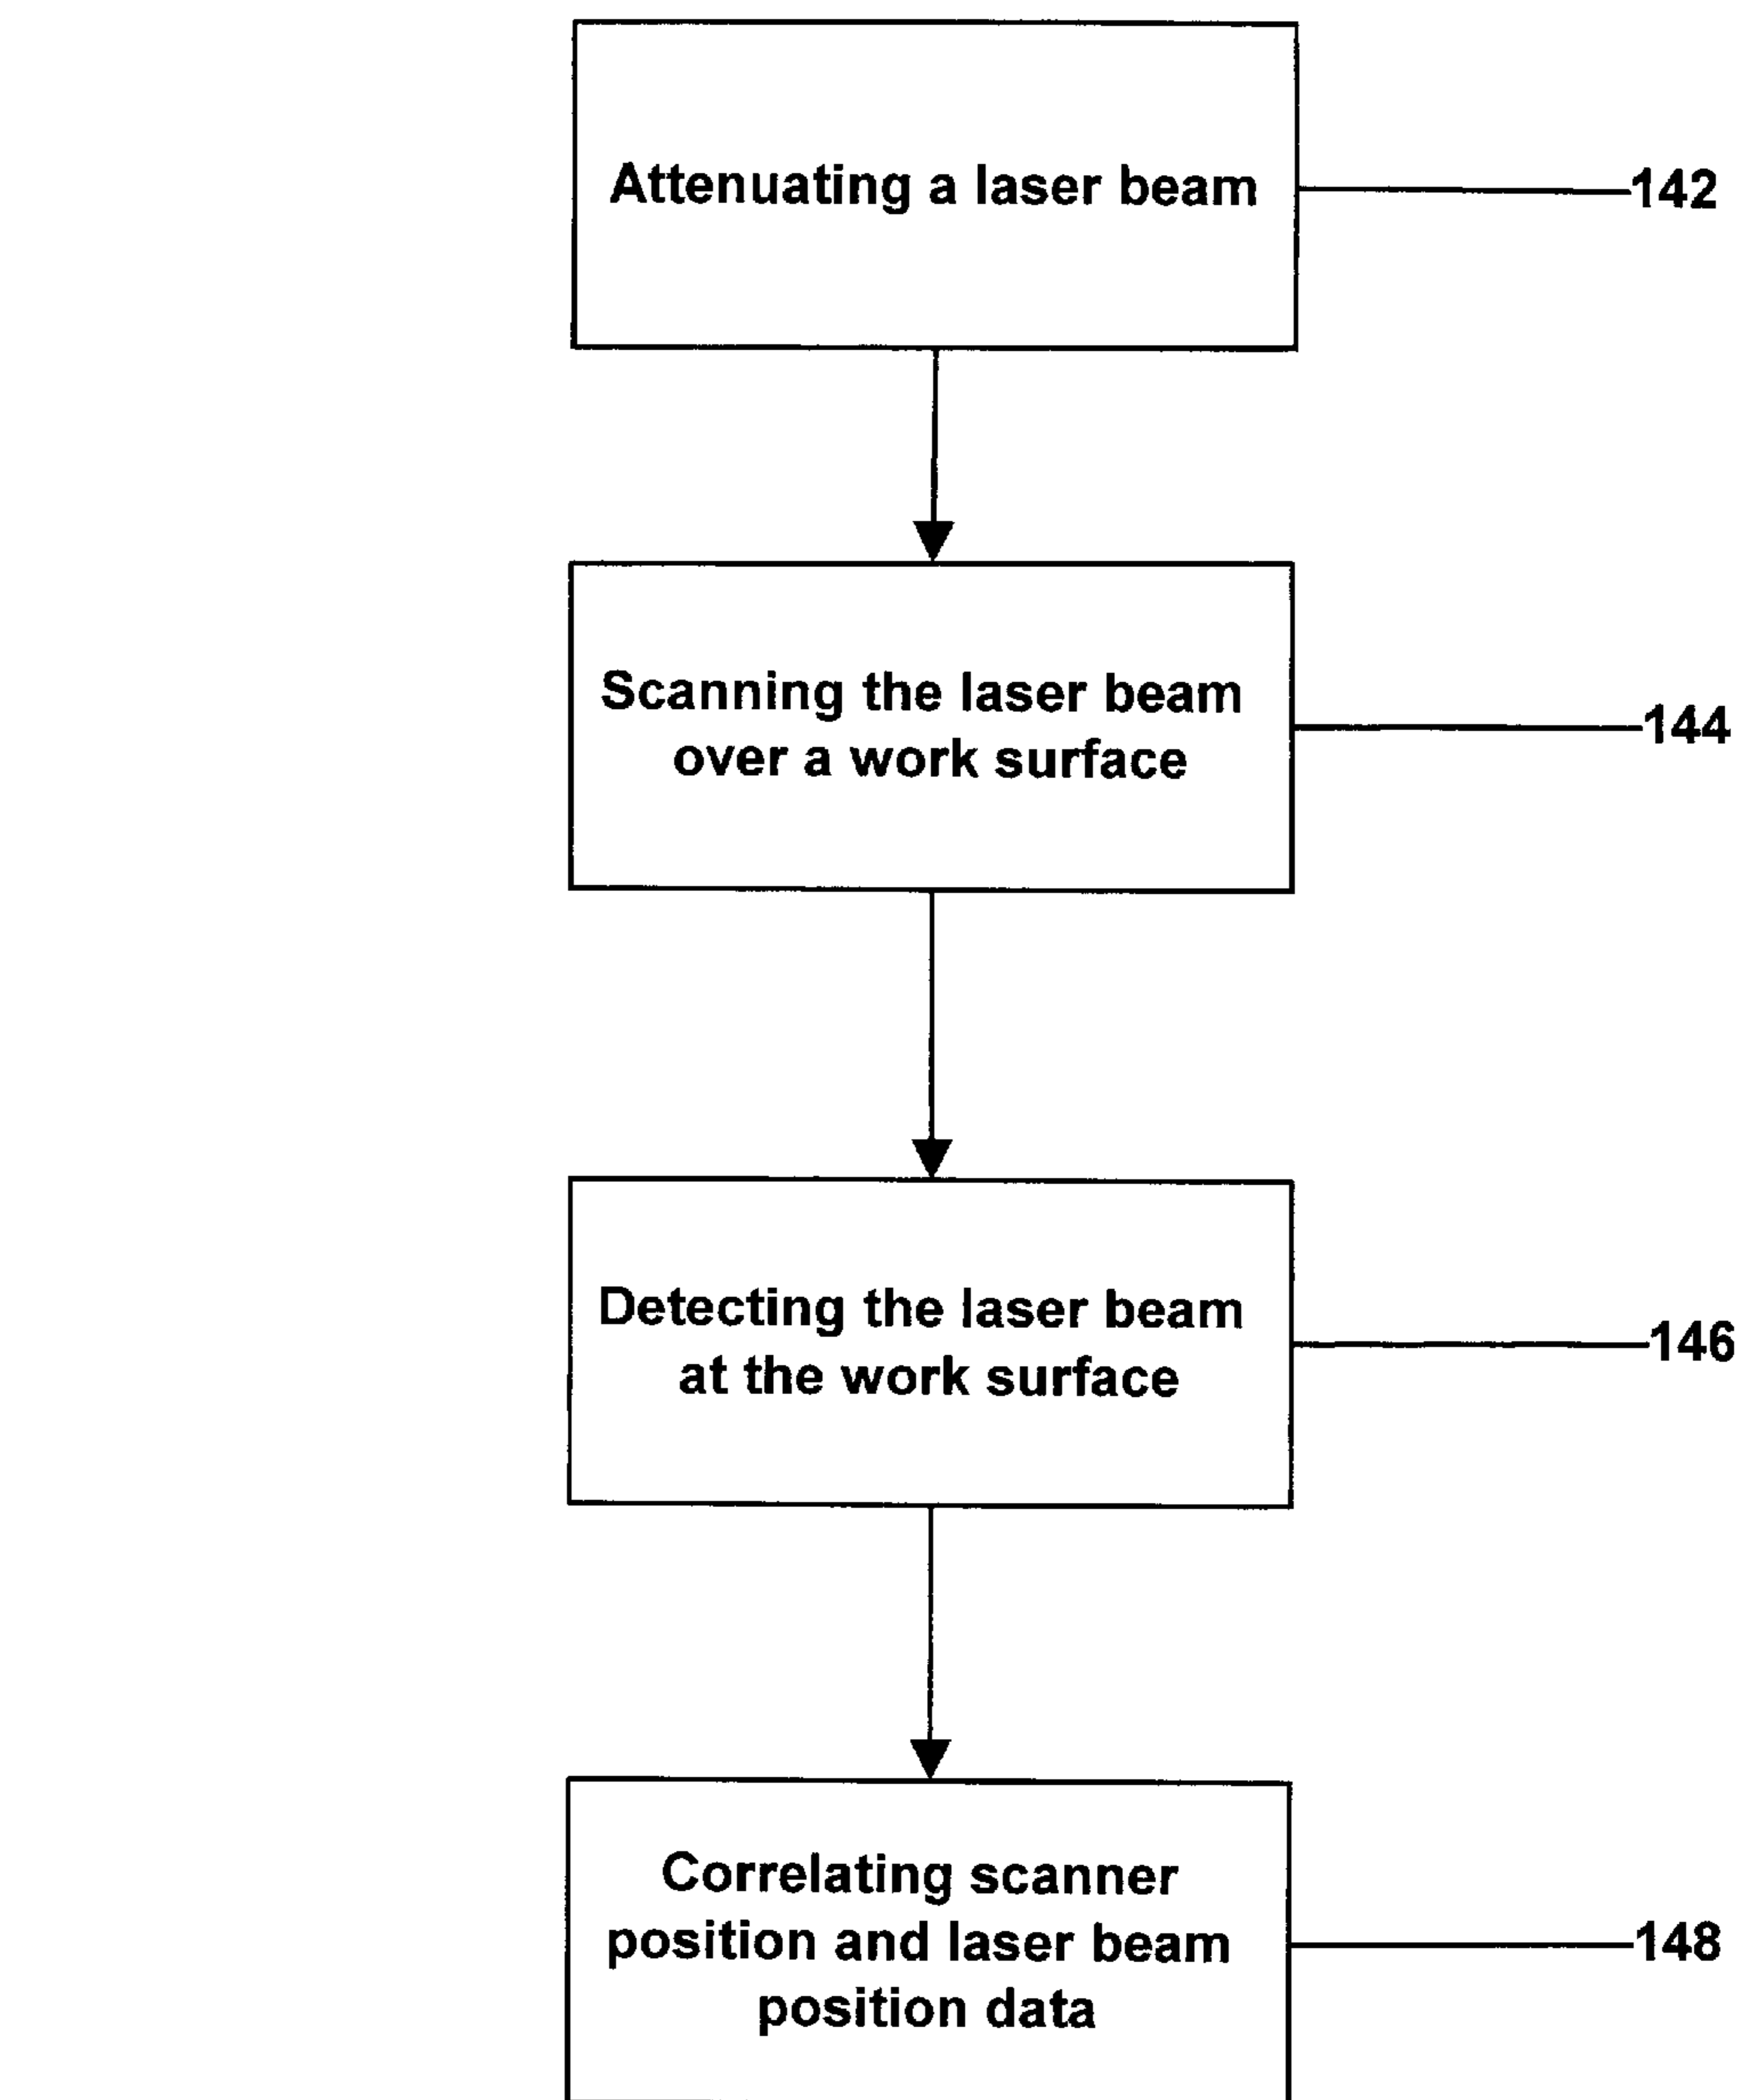 Attenuating a laser beam
142
Scanning the laser beam
over a work surface
144
Detecting the laser beam
at the work surface
146
Correlating scanner
position and laser beam
position data
148